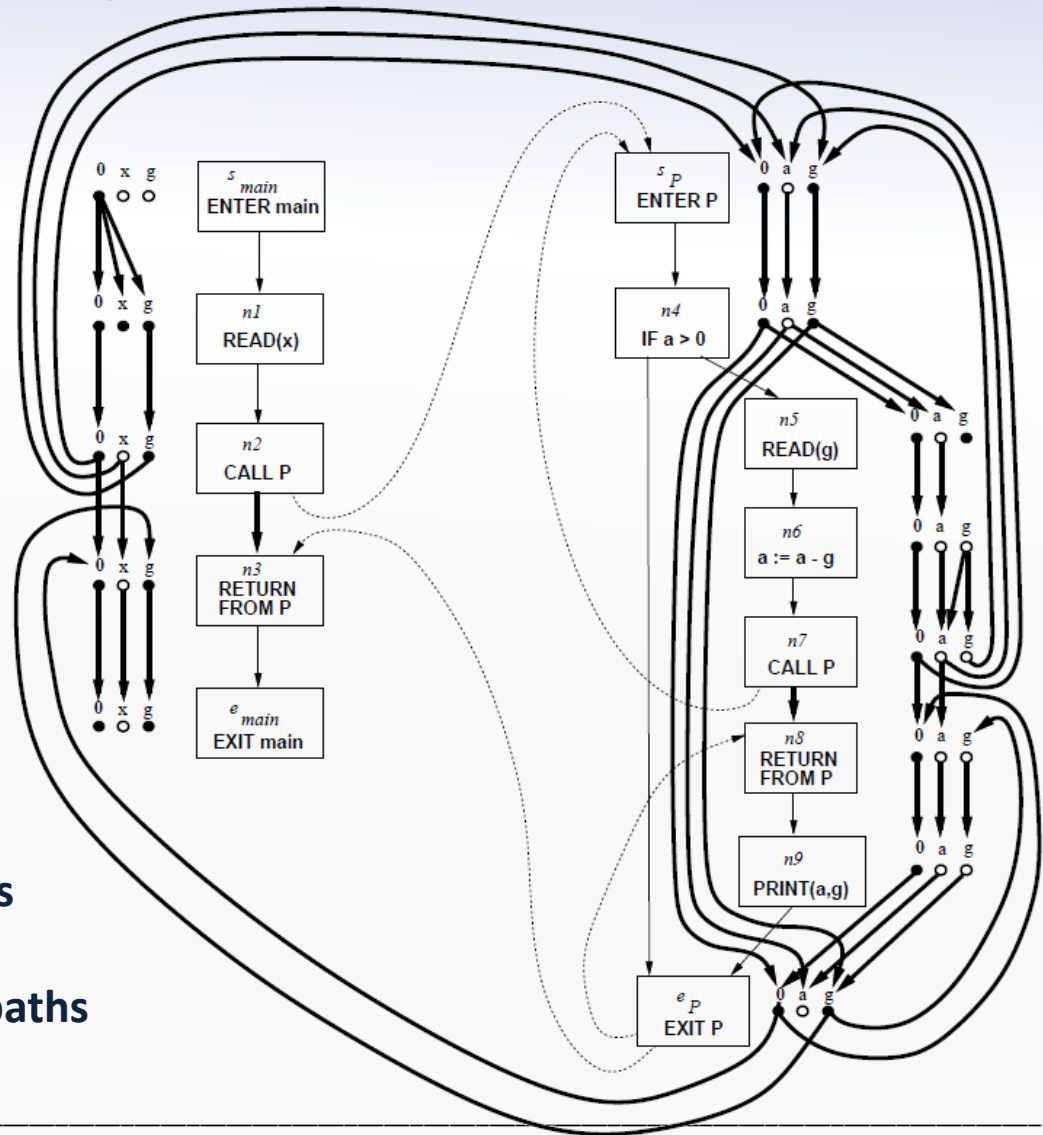 0 x g
s main
ENTER main
0 x g
n1
READ(x)
0 x g
n2
CALL P
0 x g
n3
RETURN
FROM P
0 x g
e main
EXIT main
s P
ENTER P
0 a g
n4
IF a > 0
0 a g
n5
READ(g)
0 a g
n6
a := a - g
0 a g
n7
CALL P
0 a g
n8
RETURN
FROM P
0 a g
n9
PRINT(a,g)
0 a g
e P
EXIT P
0 a g
paths